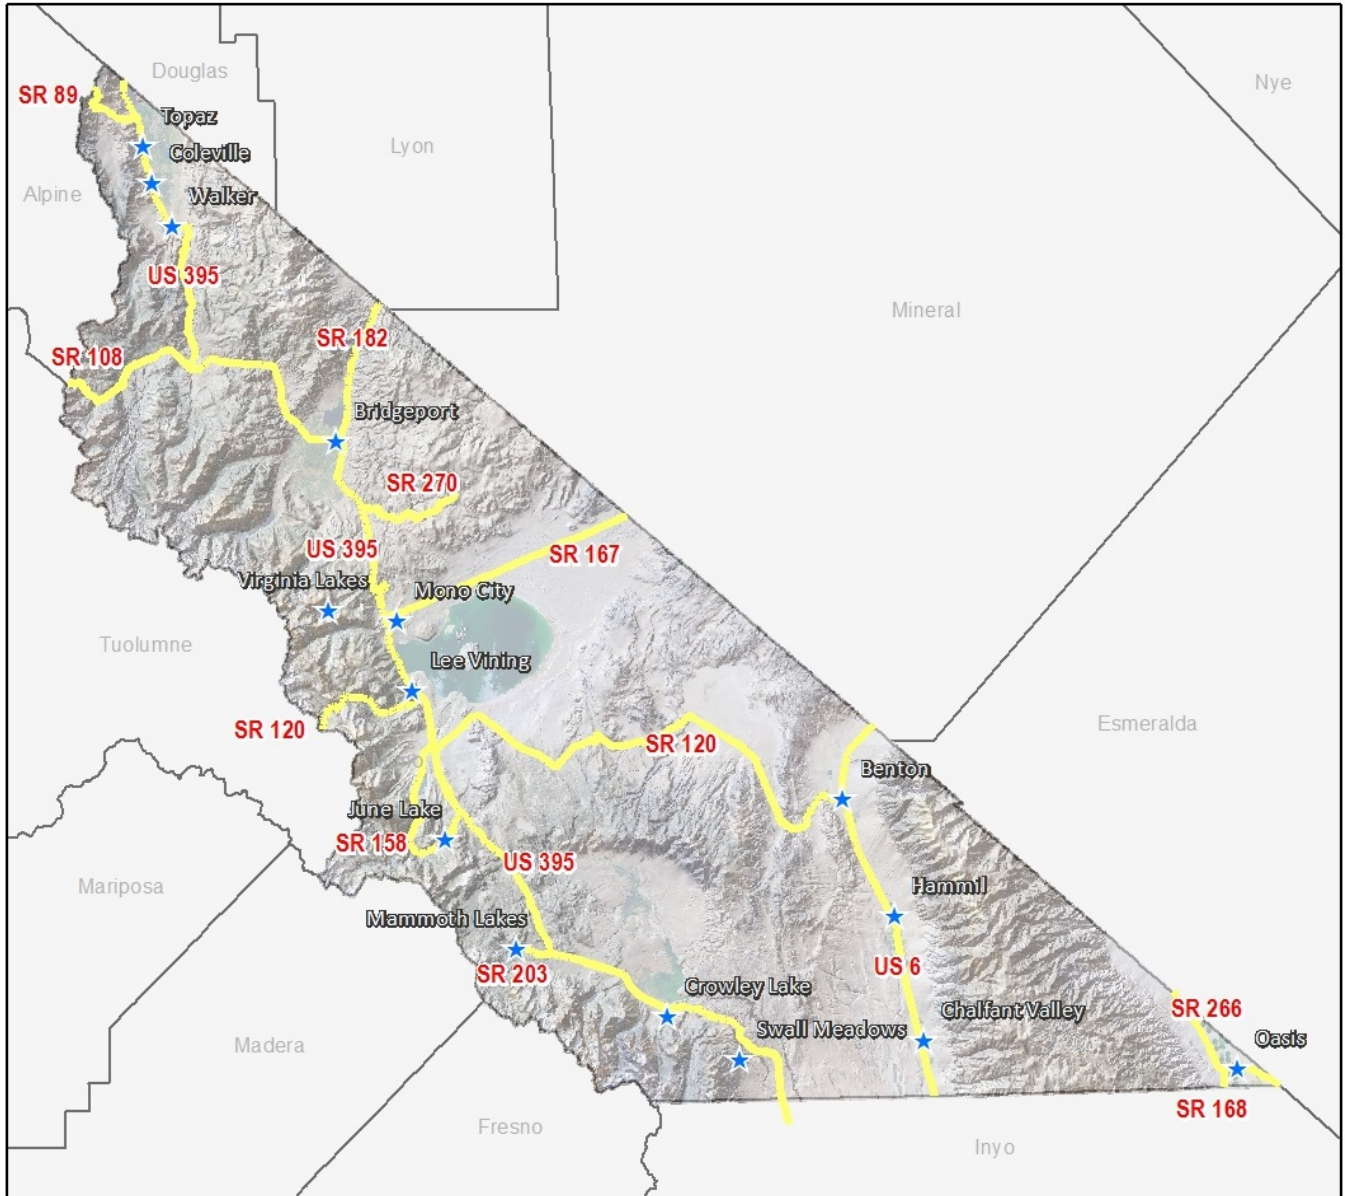 Douglas
Nye
SR 89
Topaz
Lyon
Coleville
Alpine
Walker
US 395
Mineral
SR 182
SR 108
Bridgeport
SR 270
US 395
SR 167
Virginia Lakes
Mono City
Tuolumne
Lee Vining
SR 120
Esmeralda
SR 120
Benton
June Lake
SR 158
US 395
Mariposa
Hammil
Mammoth Lakes
US 6
SR 203
Crowley Lake
SR 266
Chalfant Valley
Swall Meadows
Oasis
Madera
SR 168
Fresno
Inyo